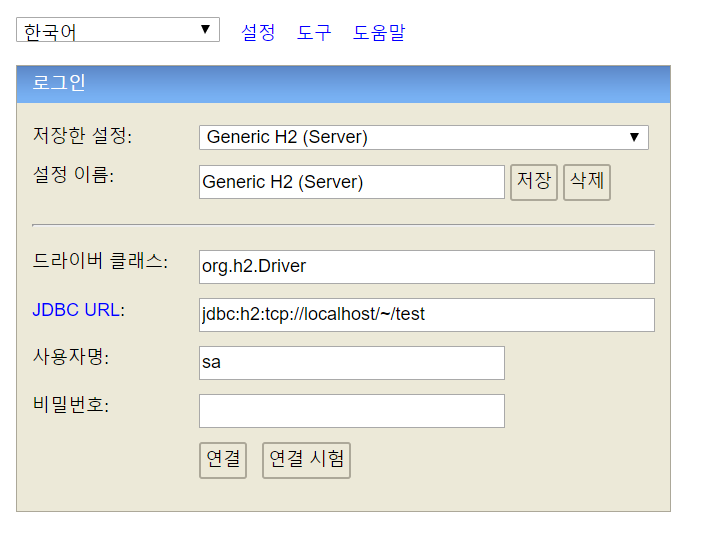 한국어 설정 도구 도움말
로그인
저장한 설정: Generic H2 (Server)
설정 이름: Generic H2 (Server) 저장 삭제
드라이버 클래스: org.h2.Driver
JDBC URL: jdbc:h2:tcp://localhost/~/test
사용자명: sa
비밀번호:
연결 연결 시험